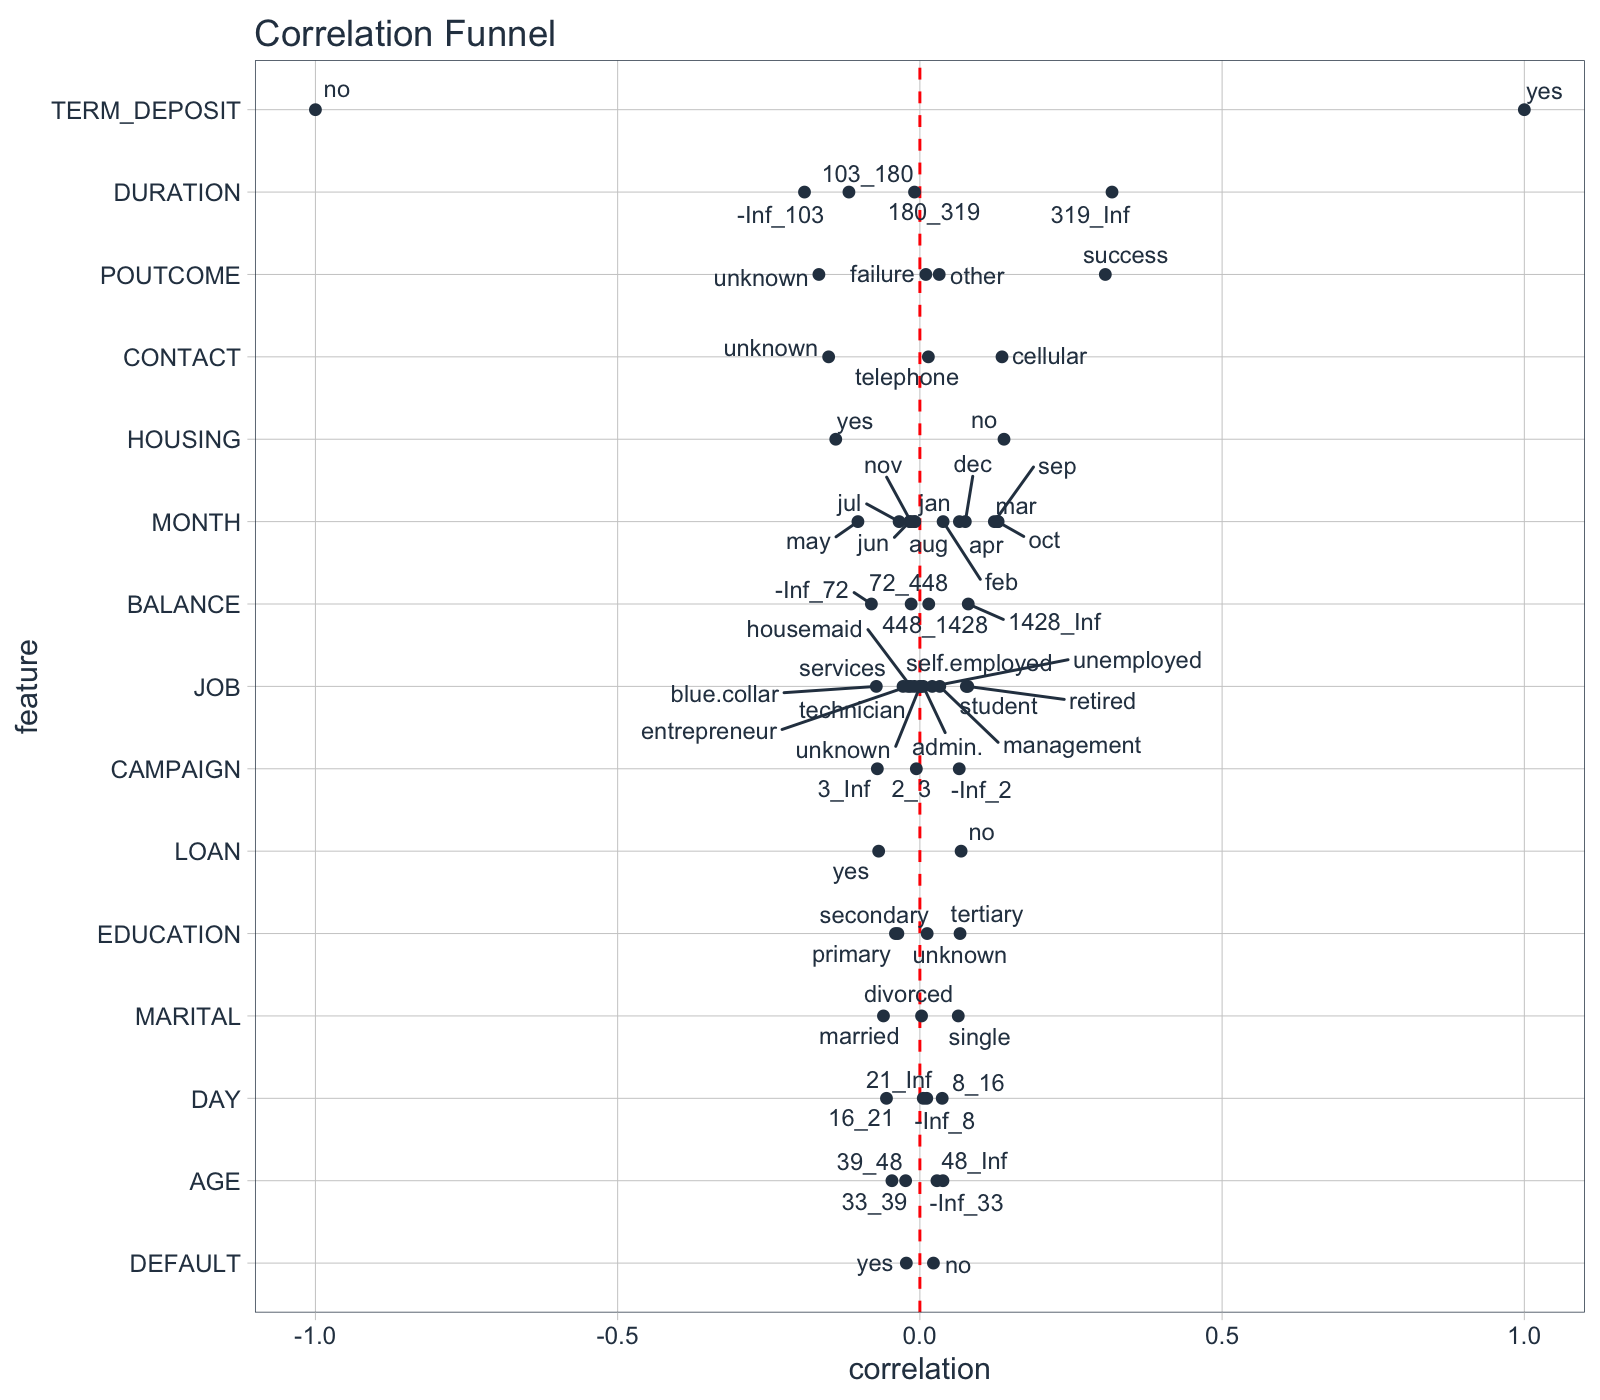 Correlation Funnel
no
yes
TERM_DEPOSIT
103_180
DURATION
-Inf_103
180_319
319_Inf
success
POUTCOME
unknown
failure
other
unknown
CONTACT
cellular
telephone
yes
no
HOUSING
nov
dec
sep
jul
jan
mar
MONTH
may
jun
aug
apr
oct
feb
-Inf_72
72_448
BALANCE
448_1428
1428_Inf
housemaid
services
self.employed
unemployed
JOB
blue.collar
technician
student
retired
entrepreneur
unknown
admin.
management
CAMPAIGN
3_Inf
2_3
-Inf_2
no
LOAN
yes
secondary
tertiary
EDUCATION
primary
unknown
divorced
MARITAL
married
single
21_Inf
8_16
DAY
16_21
-Inf_8
39_48
48_Inf
AGE
33_39
-Inf_33
DEFAULT
yes
no
-1.0
-0.5
0.0
0.5
1.0
correlation
feature